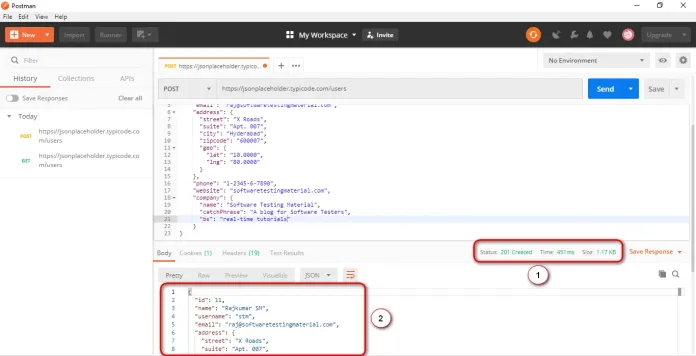 Postman
File Edit View Help
New Import Runner My Workspace Invite Upgrade
Filter
History Collections APIs
Save Responses Clear all
Today
POST https//jsonplaceholder.typicode.co
m/users
GET https//jsonplaceholder.typicode.co
m/users
POST https//jsonplaceholder.typico...
No Environment
POST https//jsonplaceholder.typicode.com/users Send Save
5 "email": "raj@softwaretestingmaterial.com",
6 "address": {
7 "street": "X Roads",
8 "suite": "Apt. 007",
9 "city": "Hyderabad",
10 "zipcode": "600007",
11 "geo": {
12 "lat": "10.0000",
13 "lng": "80.0000"
14 }
15 },
16 "phone": "1-2345-6-7890",
17 "website": "softwaretestingmaterial.com",
18 "company": {
19 "name": "Software Testing Material",
20 "catchPhrase": "A blog for Software Testers",
21 "bs": "real-time tutorials"
22 }
23 }
Body Cookies (1) Headers (19) Test Results Status: 201 Created Time: 451ms Size: 1.17 KB Save Response
1
Pretty Raw Preview Visualize JSON
1 {
2 "id": 11,
3 "name": "Rajkumar SM",
4 "username": "stm",
5 "email": "raj@softwaretestingmaterial.com",
6 "address": {
7 "street": "X Roads",
8 "suite": "Apt. 007",
2